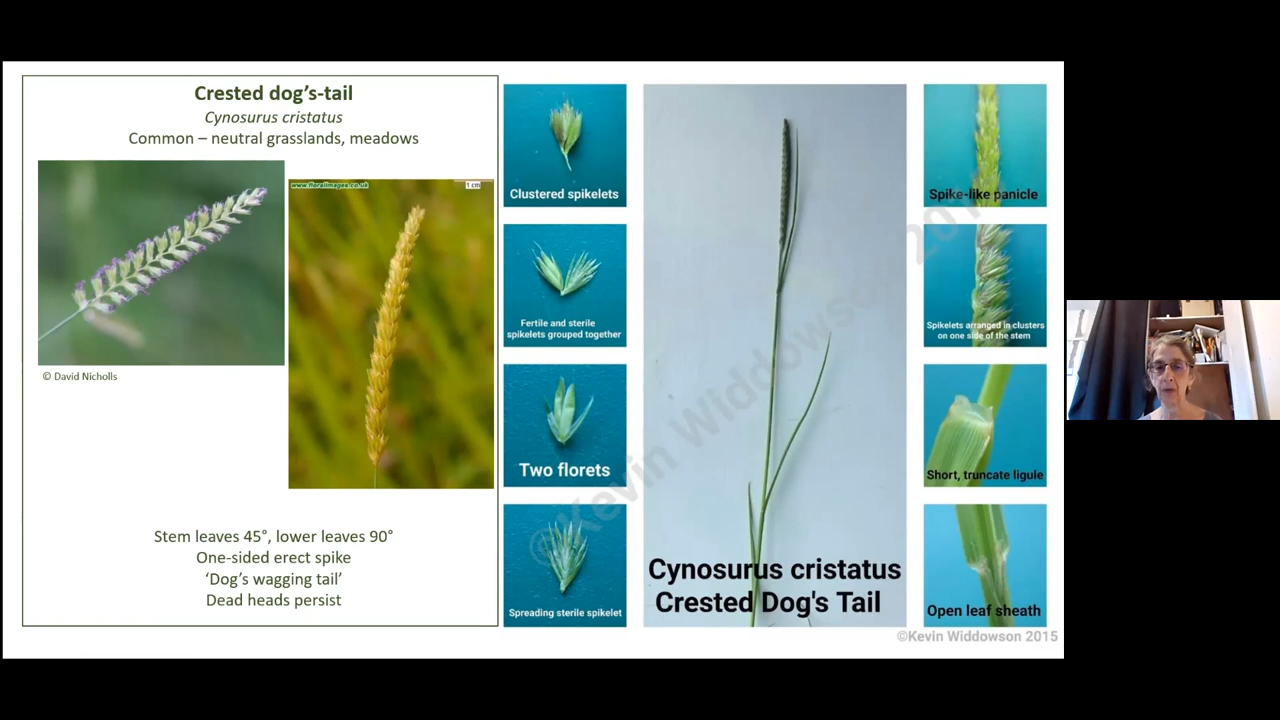 Crested dog's-tail
Cynosurus cristatus
Common – neutral grasslands, meadows
www.floralimages.co.uk
1 cm
© David Nicholls
Stem leaves 45°, lower leaves 90°
One-sided erect spike
‘Dog’s wagging tail’
Dead heads persist
Clustered spikelets
Fertile and sterile
spikelets grouped together
Two florets
Spreading sterile spikelet
©Kevin Widdowson 201
Cynosurus cristatus
Crested Dog's Tail
Spike-like panicle
Spikelets arranged in clusters
on one side of the stem
Short, truncate ligule
Open leaf sheath
©Kevin Widdowson 2015